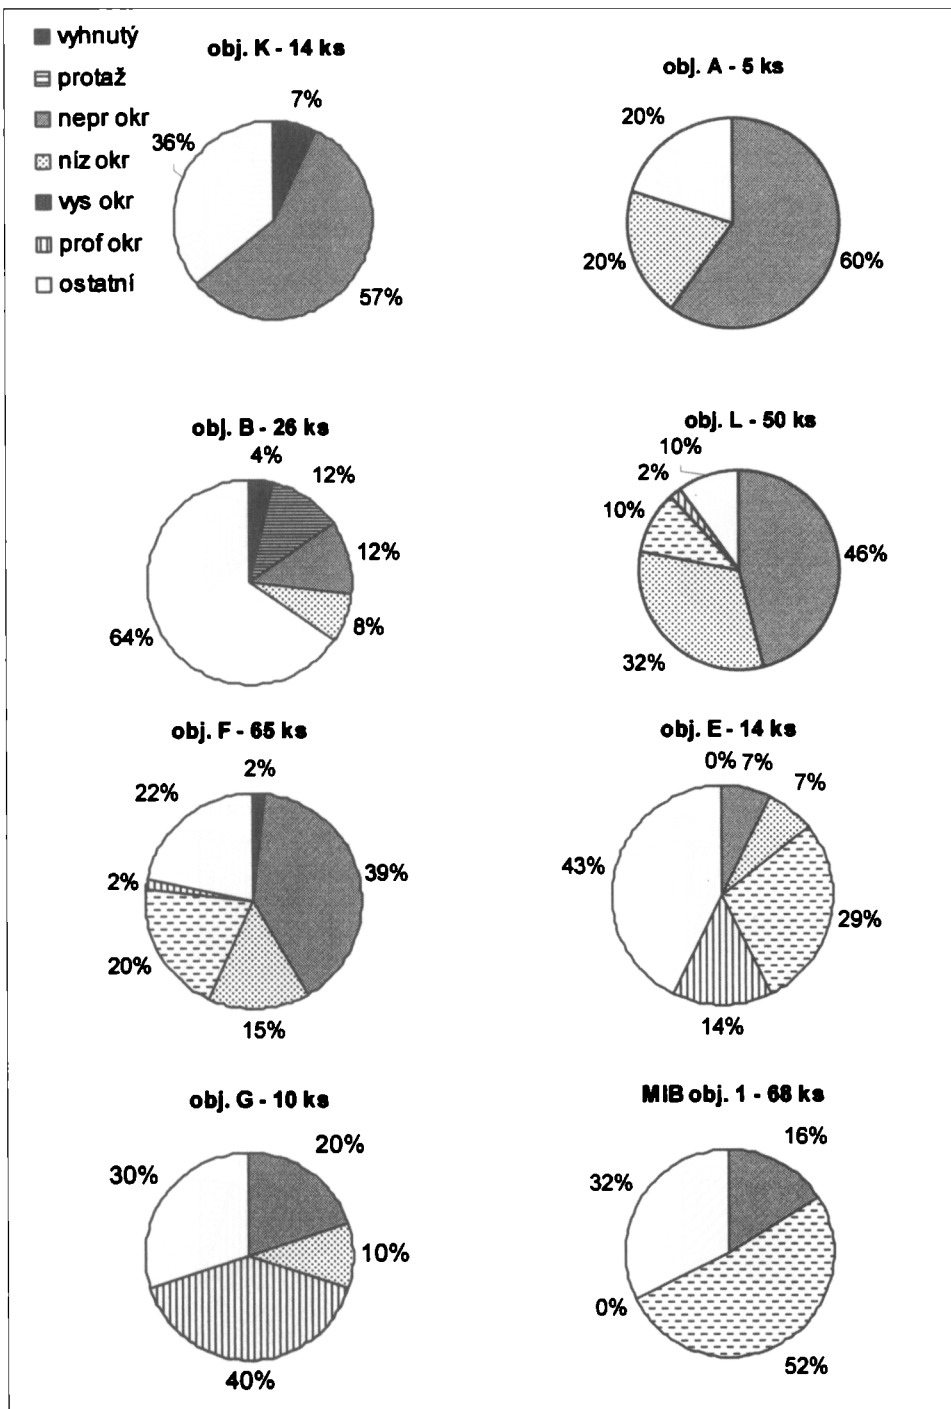 vyhnutý
protaž
nepr okr
níz okr
vys okr
prof okr
ostatní
obj. K - 14 ks
7%
36%
57%
obj. A - 5 ks
20%
20%
60%
obj. B - 26 ks
4%
12%
12%
8%
64%
obj. L - 50 ks
10%
2%
10%
46%
32%
obj. F - 65 ks
2%
22%
39%
2%
20%
15%
obj. E - 14 ks
0% 7%
7%
43%
29%
14%
obj. G - 10 ks
20%
30%
10%
40%
MIB obj. 1 - 68 ks
16%
32%
0%
52%